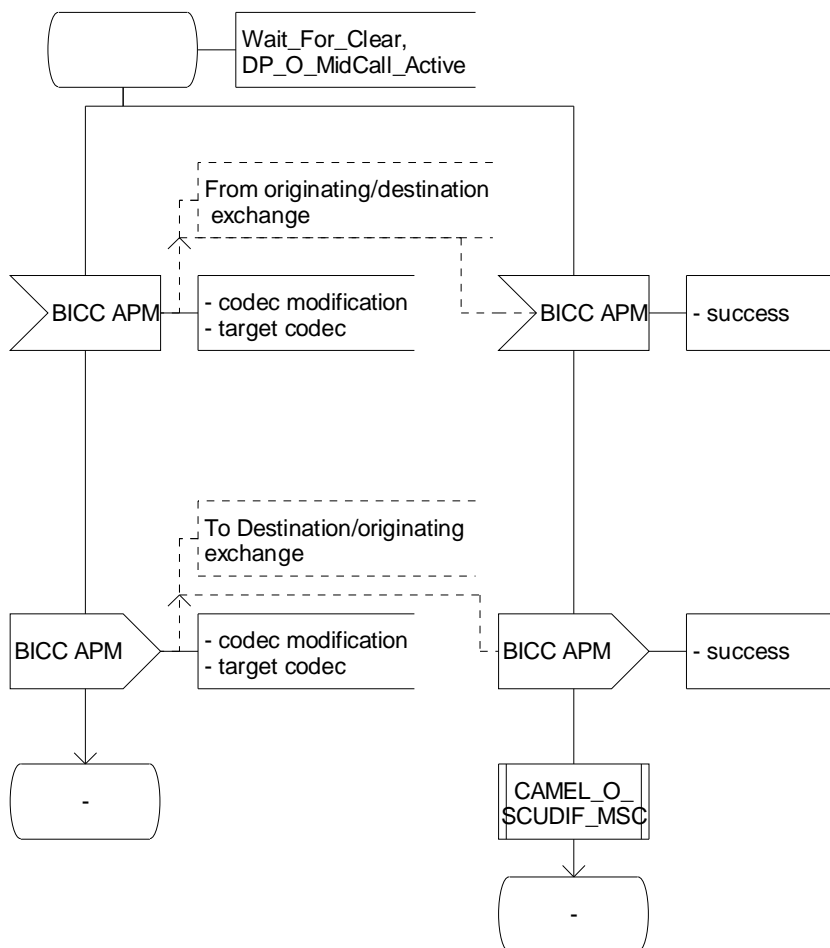 Wait_For_Clear,
DP_O_MidCall_Active
From originating/destination
exchange
BICC APM
- codec modification
- target codec
BICC APM
- success
To Destination/originating
exchange
BICC APM
- codec modification
- target codec
BICC APM
- success
-
CAMEL_O_
SCUDIF_MSC
-